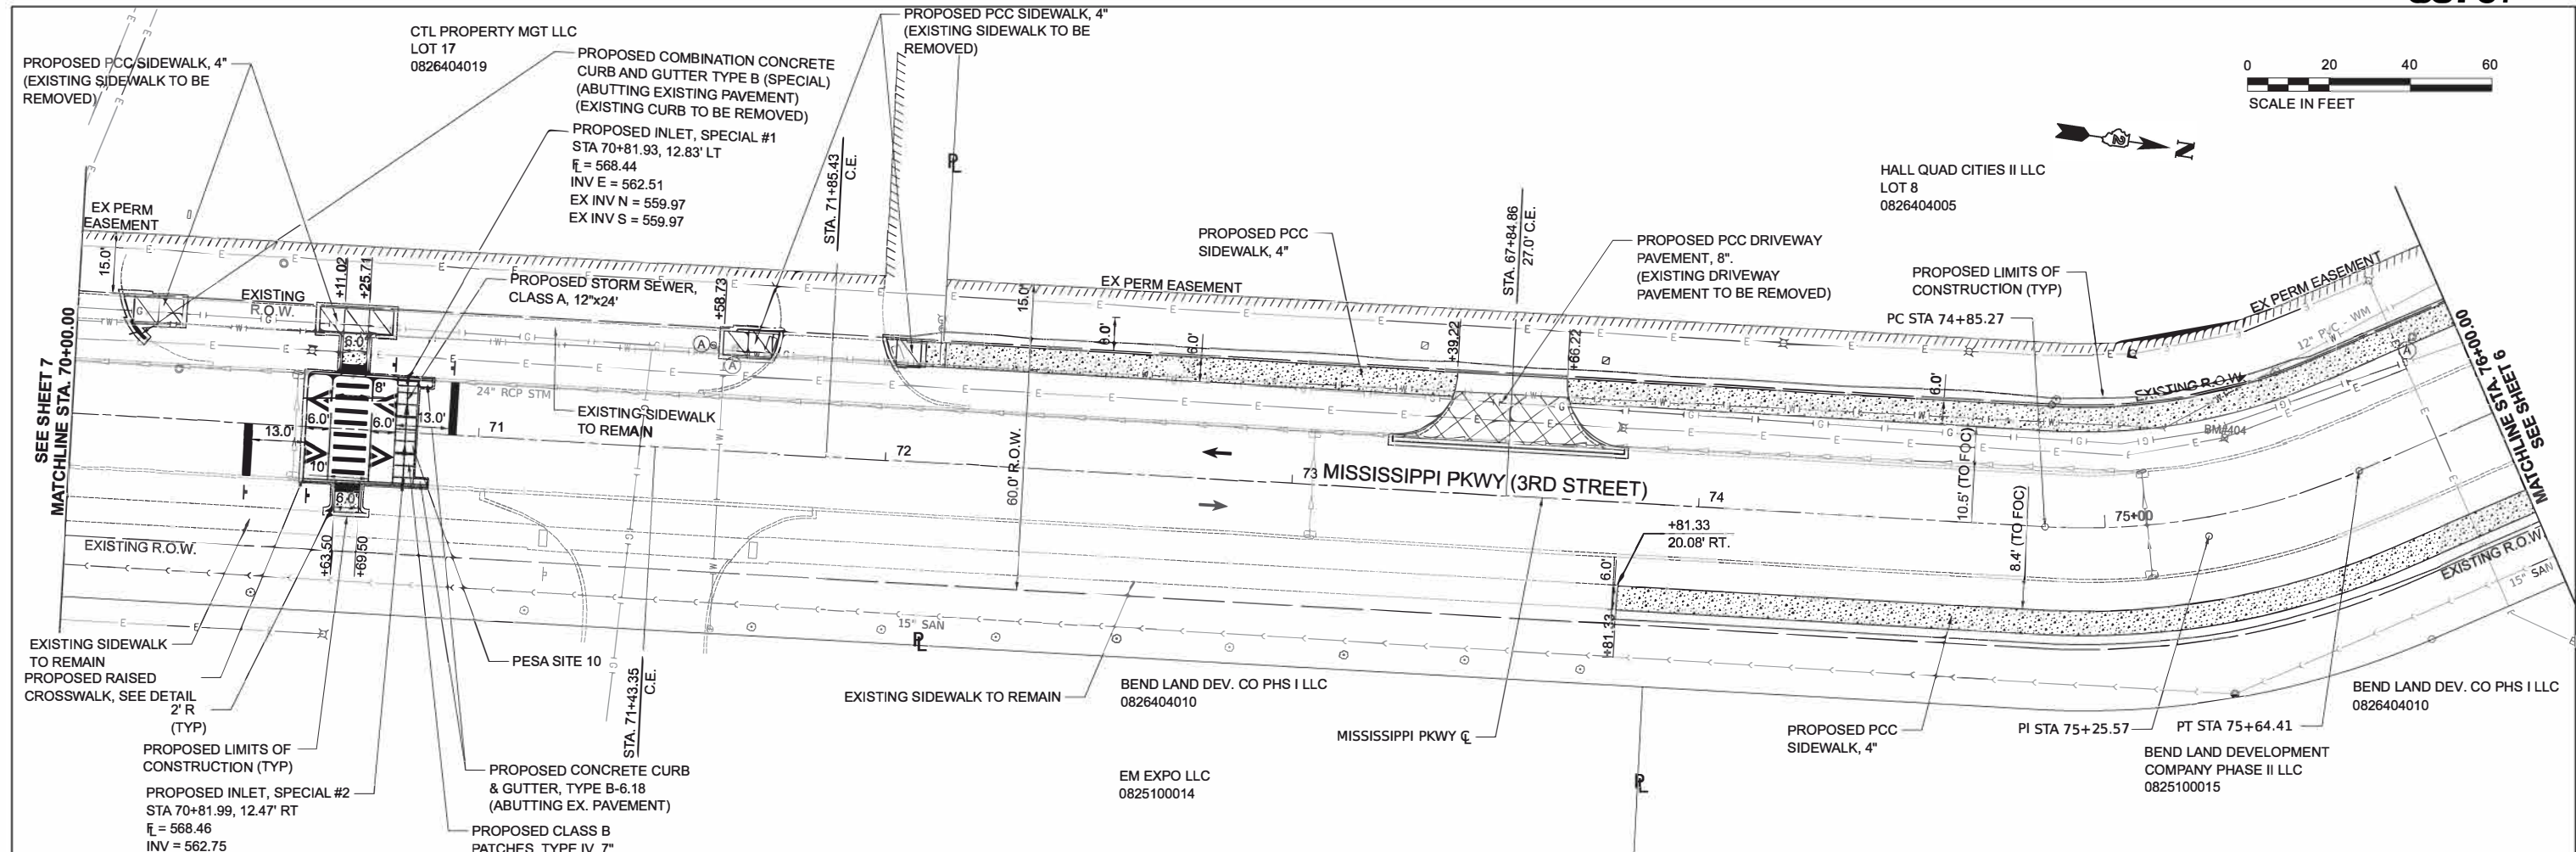 PROPOSED PCC SIDEWALK, 4"
(EXISTING SIDEWALK TO BE
REMOVED)
CTL PROPERTY MGT LLC
LOT 17
0826404019
PROPOSED COMBINATION CONCRETE
CURB AND GUTTER TYPE B (SPECIAL)
(ABUTTING EXISTING PAVEMENT)
(EXISTING CURB TO BE REMOVED)
PROPOSED INLET, SPECIAL #1
STA 70+81.93, 12.83' LT
FL = 568.44
INV E = 562.51
EX INV N = 559.97
EX INV S = 559.97
PROPOSED PCC SIDEWALK, 4"
(EXISTING SIDEWALK TO BE
REMOVED)
0 20 40 60
SCALE IN FEET
N
HALL QUAD CITIES II LLC
LOT 8
0826404005
STA. 71+85.43
C.E.
PL
STA. 67+84.86
27.0' C.E.
EX PERM
EASEMENT
15.0'
EXISTING
R.O.W.
+11.02
+25.71
PROPOSED STORM SEWER,
CLASS A, 12"x24'
+58.73
PROPOSED PCC
SIDEWALK, 4"
PROPOSED PCC DRIVEWAY
PAVEMENT, 8".
(EXISTING DRIVEWAY
PAVEMENT TO BE REMOVED)
PROPOSED LIMITS OF
CONSTRUCTION (TYP)
PC STA 74+85.27
EX PERM EASEMENT
15.0'
6.0'
6.0'
+39.22
+66.22
EX PERM EASEMENT
12" PVC WM
6.0'
EXISTING R.O.W.
A
A
A
BM#404
SEE SHEET 7
MATCHLINE STA. 70+00.00
MATCHLINE STA. 76+00.00
SEE SHEET 6
6.0'
8'
6.0'
6.0'
13.0'
13.0'
10'
6.0'
24" RCP STM
EXISTING SIDEWALK
TO REMAIN
71
72
73
MISSISSIPPI PKWY (3RD STREET)
74
75+00
60.0' R.O.W.
10.5' (TO FOC)
8.4' (TO FOC)
+81.33
20.08' RT.
6.0'
+81.33
EXISTING R.O.W.
+63.50
+69.50
EXISTING R.O.W.
15" SAN
15" SAN
PL
EXISTING SIDEWALK
TO REMAIN
PROPOSED RAISED
CROSSWALK, SEE DETAIL
2' R
(TYP)
PROPOSED LIMITS OF
CONSTRUCTION (TYP)
PROPOSED INLET, SPECIAL #2
STA 70+81.99, 12.47' RT
FL = 568.46
INV = 562.75
PESA SITE 10
STA. 71+43.35
C.E.
PROPOSED CONCRETE CURB
& GUTTER, TYPE B-6.18
(ABUTTING EX. PAVEMENT)
PROPOSED CLASS B
PATCHES, TYPE IV, 7"
EXISTING SIDEWALK TO REMAIN
BEND LAND DEV. CO PHS I LLC
0826404010
MISSISSIPPI PKWY CL
EM EXPO LLC
0825100014
PL
PROPOSED PCC
SIDEWALK, 4"
PI STA 75+25.57
PT STA 75+64.41
BEND LAND DEV. CO PHS I LLC
0826404010
BEND LAND DEVELOPMENT
COMPANY PHASE II LLC
0825100015